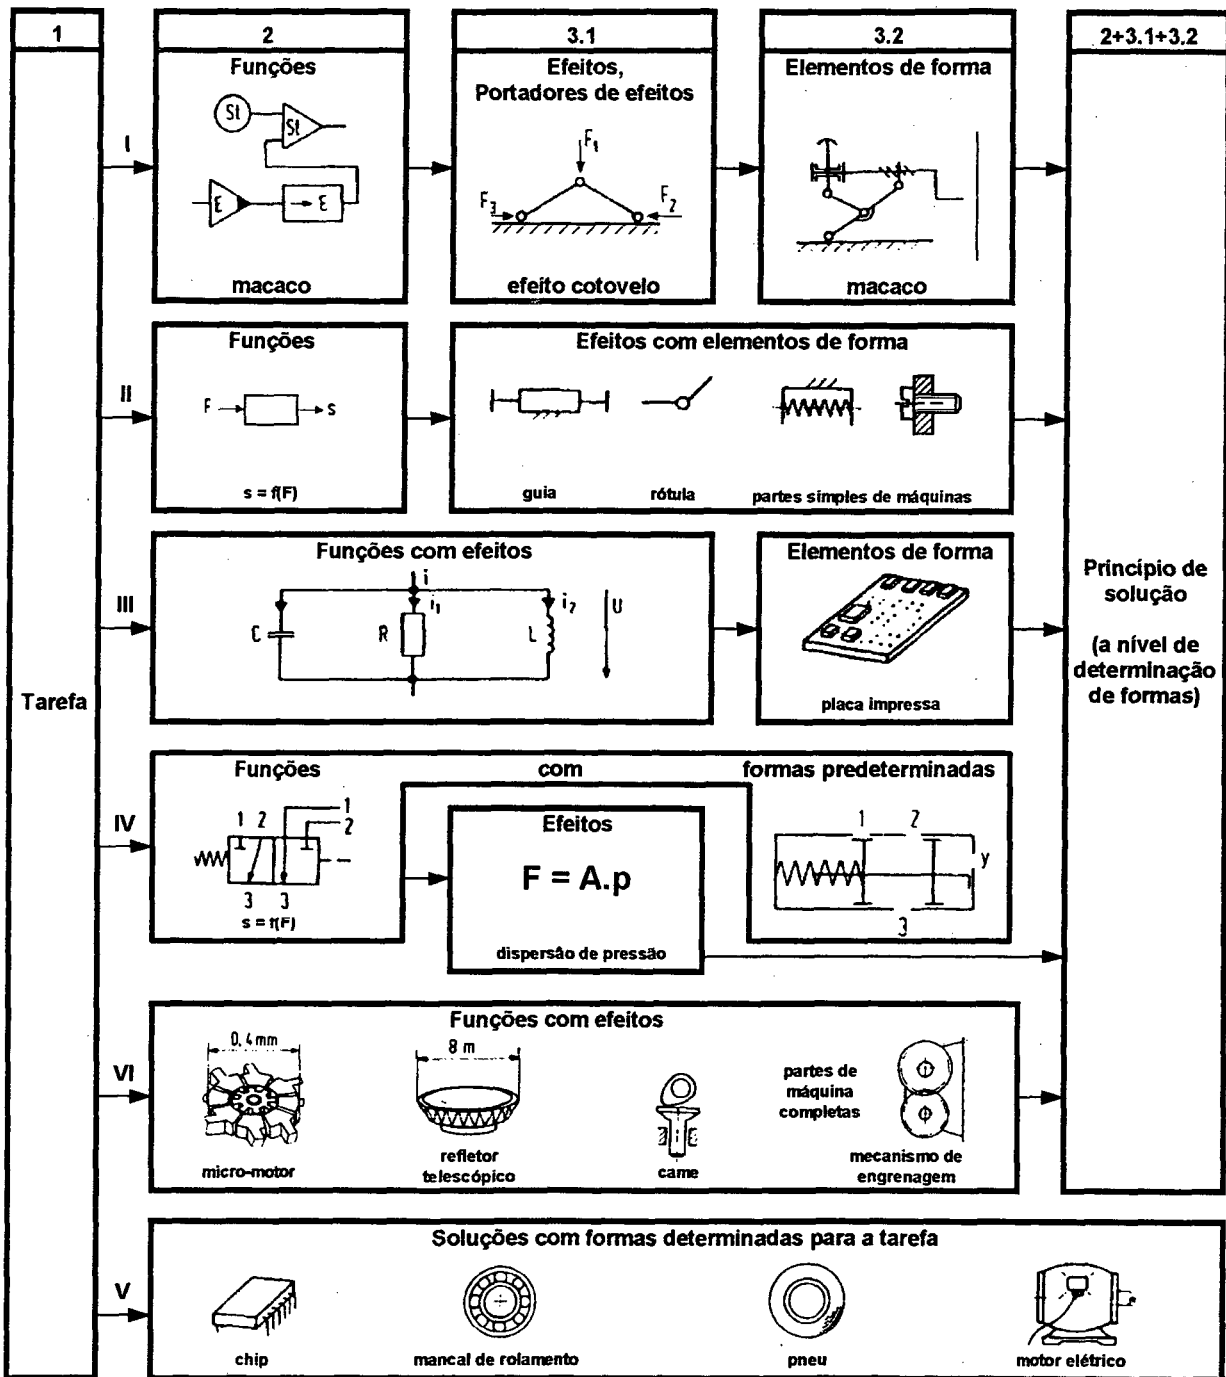 1
2
3.1
3.2
2+3.1+3.2
Tarefa
I
Funções
St
St
E
E
macaco
Efeitos,
Portadores de efeitos
F₁
F₃
F₂
efeito cotovelo
Elementos de forma
macaco
II
Funções
F
s
s = f(F)
Efeitos com elementos de forma
guia
rótula
partes simples de máquinas
III
Funções com efeitos
i
i₁
i₂
U
C
R
L
Elementos de forma
placa impressa
Princípio de
solução
(a nível de
determinação
de formas)
IV
Funções com formas predeterminadas
1 2
1
2
3 3
s = f(F)
Efeitos
F = A.p
dispersão de pressão
1 2
y
3
VI
Funções com efeitos
0,4 mm
micro-motor
8 m
refletor
telescópico
came
partes de
máquina
completas
mecanismo de
engrenagem
V
Soluções com formas determinadas para a tarefa
chip
mancal de rolamento
pneu
motor elétrico